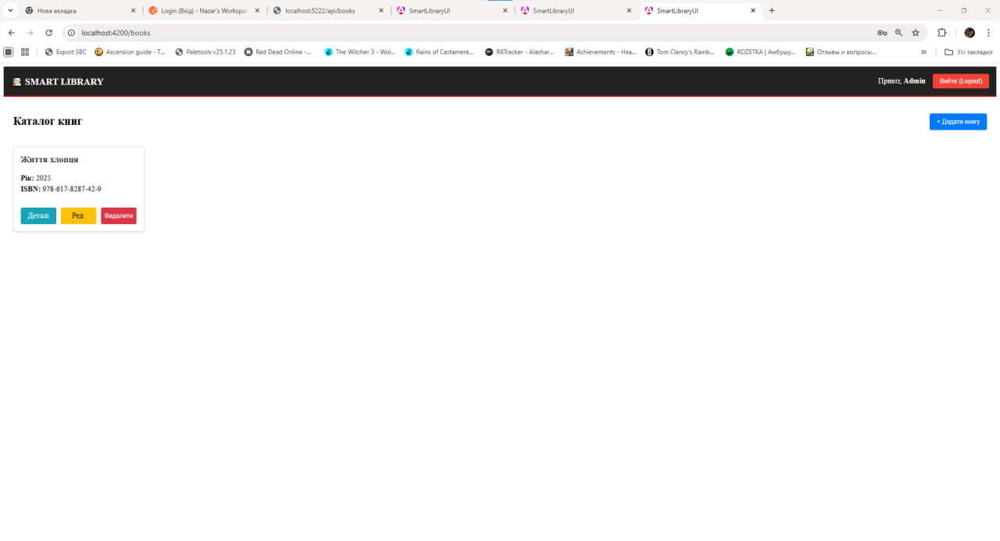 Нова вкладка
Login (Вхід) - Nazar's Workspac
localhost:5222/api/books
SmartLibraryUI
SmartLibraryUI
SmartLibraryUI
localhost:4200/books
Export SBC
Ascension guide - T...
Paletools v25.1.23
Red Dead Online -...
The Witcher 3 - Wol...
Rains of Castamere...
R6Tracker - Alashar...
Achievements - Hea...
Tom Clancy's Rainb...
ROZETKA | Амбушу...
Отзывы и вопросы...
Усі закладки
SMART LIBRARY
Привіт, Admin
Вийти (Logout)
Каталог книг
+ Додати книгу
Життя хлопця
Рік: 2025
ISBN: 978-617-8287-42-9
Деталі
Ред.
Видалити